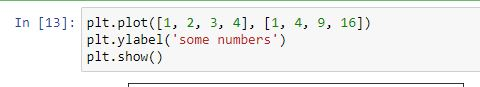 In [13]: plt.plot([1, 2, 3, 4], [1, 4, 9, 16])
plt.ylabel('some numbers')
plt.show()